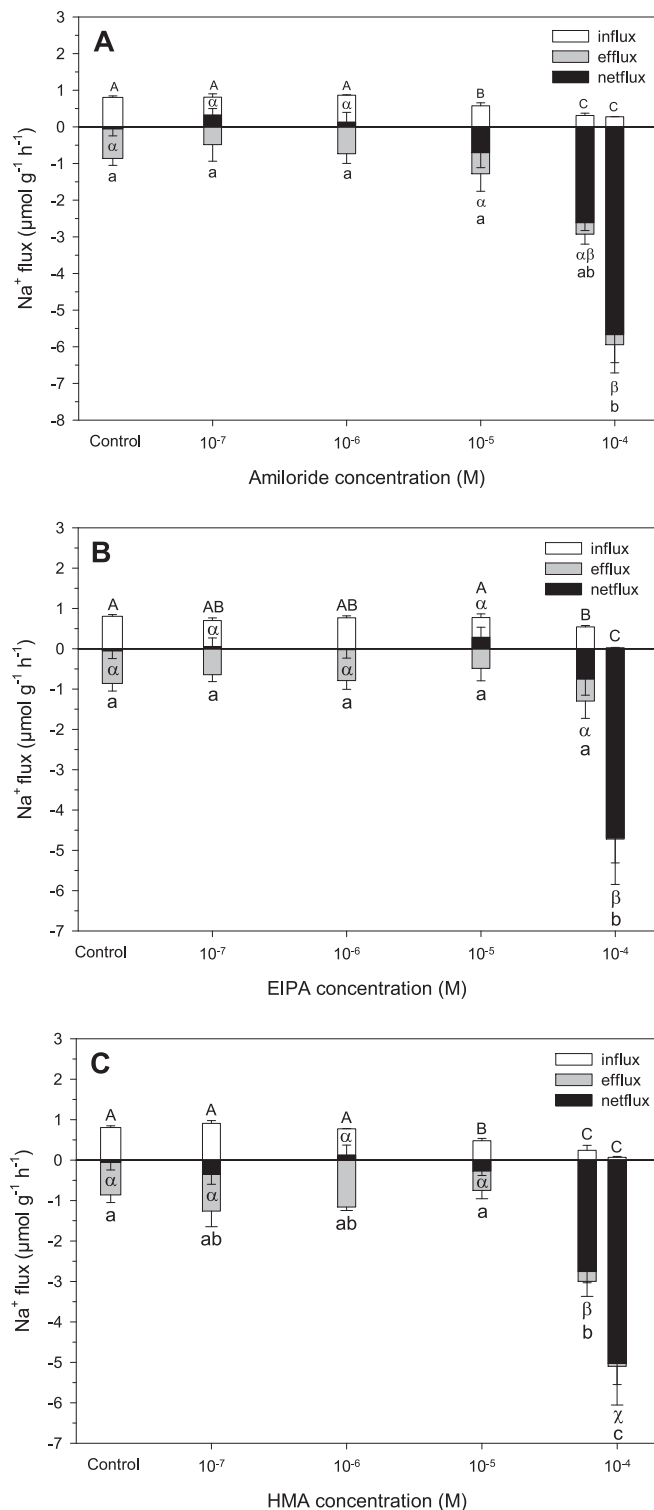 A
influx
efflux
netflux
3
2
1
0
-1
-2
-3
-4
-5
-6
-7
-8
Na⁺ flux (μmol g⁻¹ h⁻¹)
A A A B C C
α α α
a a a α a
αβ ab
β b
Control 10⁻⁷ 10⁻⁶ 10⁻⁵ 10⁻⁴
Amiloride concentration (M)
B
influx
efflux
netflux
3
2
1
0
-1
-2
-3
-4
-5
-6
-7
Na⁺ flux (μmol g⁻¹ h⁻¹)
A AB AB A B C
α α α α
a a a a
α a
β b
Control 10⁻⁷ 10⁻⁶ 10⁻⁵ 10⁻⁴
EIPA concentration (M)
C
influx
efflux
netflux
3
2
1
0
-1
-2
-3
-4
-5
-6
-7
Na⁺ flux (μmol g⁻¹ h⁻¹)
A A A B C C
α α α α
a ab ab a
β b
χ c
Control 10⁻⁷ 10⁻⁶ 10⁻⁵ 10⁻⁴
HMA concentration (M)